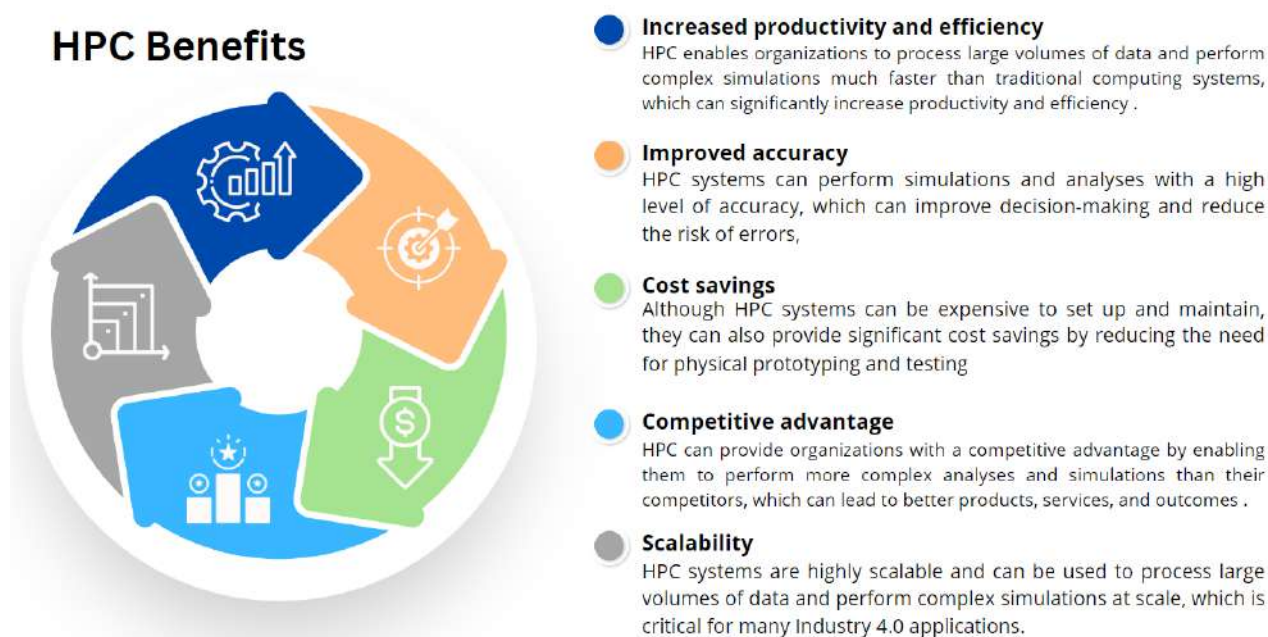 HPC Benefits
Increased productivity and efficiency
HPC enables organizations to process large volumes of data and perform
complex simulations much faster than traditional computing systems,
which can significantly increase productivity and efficiency .
Improved accuracy
HPC systems can perform simulations and analyses with a high
level of accuracy, which can improve decision-making and reduce
the risk of errors,
Cost savings
Although HPC systems can be expensive to set up and maintain,
they can also provide significant cost savings by reducing the need
for physical prototyping and testing
Competitive advantage
HPC can provide organizations with a competitive advantage by enabling
them to perform more complex analyses and simulations than their
competitors, which can lead to better products, services, and outcomes .
Scalability
HPC systems are highly scalable and can be used to process large
volumes of data and perform complex simulations at scale, which is
critical for many Industry 4.0 applications.
$